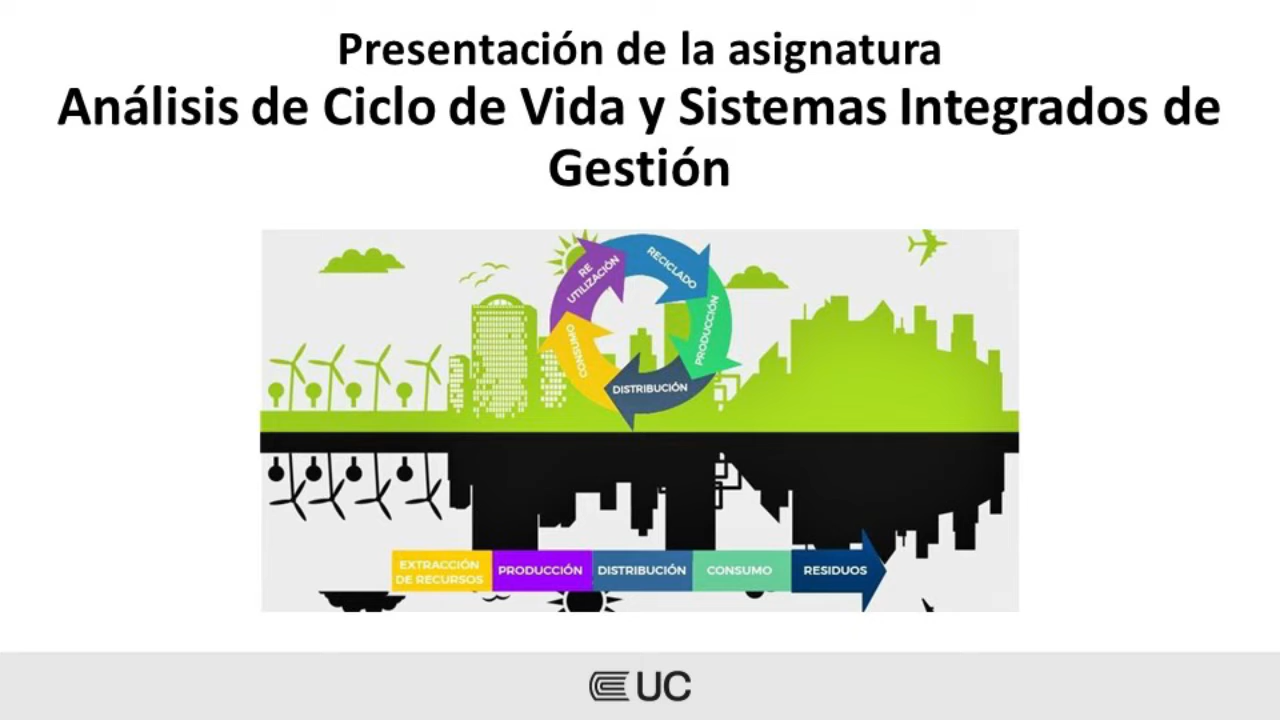 Presentación de la asignatura
Análisis de Ciclo de Vida y Sistemas Integrados de
Gestión
RE
UTILIZACIÓN
RECICLADO
PRODUCCIÓN
DISTRIBUCIÓN
CONSUMO
EXTRACCIÓN
DE RECURSOS
PRODUCCIÓN
DISTRIBUCIÓN
CONSUMO
RESIDUOS
UC